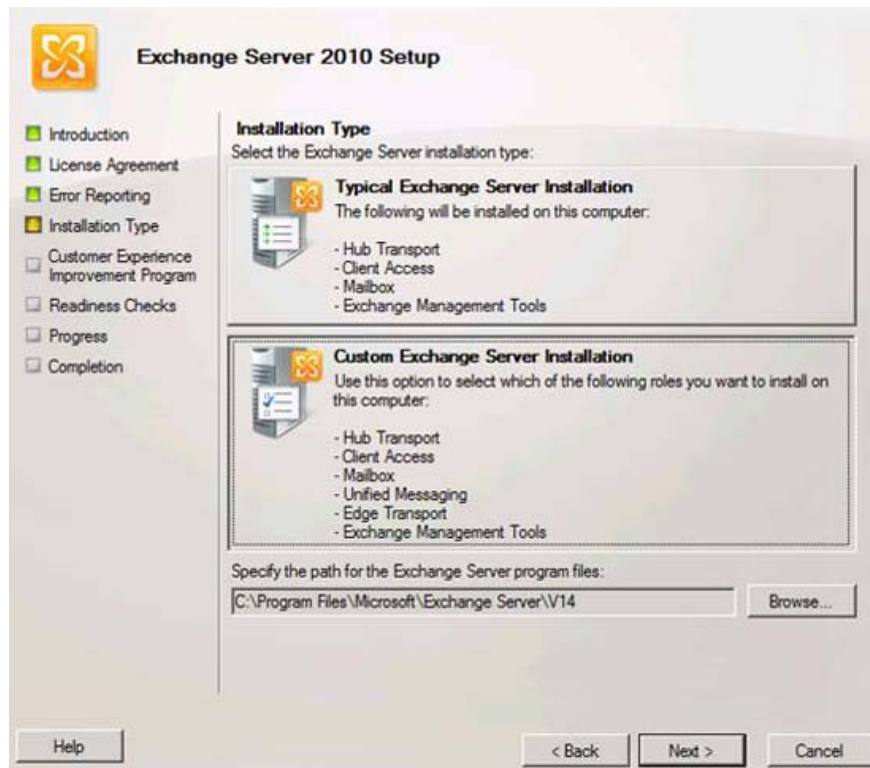 Exchange Server 2010 Setup
Introduction
License Agreement
Error Reporting
Installation Type
Customer Experience
Improvement Program
Readiness Checks
Progress
Completion
Installation Type
Select the Exchange Server installation type:
Typical Exchange Server Installation
The following will be installed on this computer:
- Hub Transport
- Client Access
- Mailbox
- Exchange Management Tools
Custom Exchange Server Installation
Use this option to select which of the following roles you want to install on
this computer:
- Hub Transport
- Client Access
- Mailbox
- Unified Messaging
- Edge Transport
- Exchange Management Tools
Specify the path for the Exchange Server program files:
C:\Program Files\Microsoft\Exchange Server\V14
Browse...
Help
< Back
Next >
Cancel